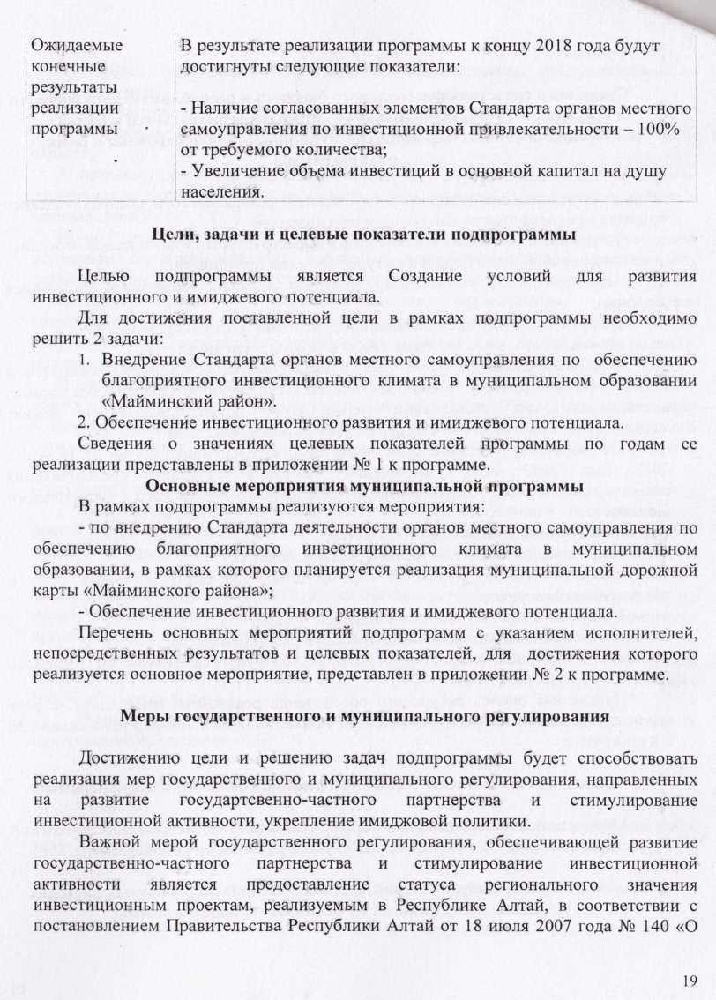 Ожидаемые
конечные
результаты
реализации
программы
В результате реализации программы к концу 2018 года будут
достигнуты следующие показатели:
- Наличие согласованных элементов Стандарта органов местного
самоуправления по инвестиционной привлекательности – 100%
от требуемого количества;
- Увеличение объема инвестиций в основной капитал на душу
населения.
Цели, задачи и целевые показатели подпрограммы
Целью подпрограммы является Создание условий для развития
инвестиционного и имиджевого потенциала.
Для достижения поставленной цели в рамках подпрограммы необходимо
решить 2 задачи:
1. Внедрение Стандарта органов местного самоуправления по обеспечению
благоприятного инвестиционного климата в муниципальном образовании
«Майминский район».
2. Обеспечение инвестиционного развития и имиджевого потенциала.
Сведения о значениях целевых показателей программы по годам ее
реализации представлены в приложении № 1 к программе.
Основные мероприятия муниципальной программы
В рамках подпрограммы реализуются мероприятия:
- по внедрению Стандарта деятельности органов местного самоуправления по
обеспечению благоприятного инвестиционного климата в муниципальном
образовании, в рамках которого планируется реализация муниципальной дорожной
карты «Майминского района»;
- Обеспечение инвестиционного развития и имиджевого потенциала.
Перечень основных мероприятий подпрограмм с указанием исполнителей,
непосредственных результатов и целевых показателей, для достижения которого
реализуется основное мероприятие, представлен в приложении № 2 к программе.
Меры государственного и муниципального регулирования
Достижению цели и решению задач подпрограммы будет способствовать
реализация мер государственного и муниципального регулирования, направленных
на развитие государтсвенно-частного партнерства и стимулирование
инвестиционной активности, укрепление имиджовой политики.
Важной мерой государственного регулирования, обеспечивающей развитие
государственно-частного партнерства и стимулирование инвестиционной
активности является предоставление статуса регионального значения
инвестиционным проектам, реализуемым в Республике Алтай, в соответствии с
постановлением Правительства Республики Алтай от 18 июля 2007 года № 140 «О
19